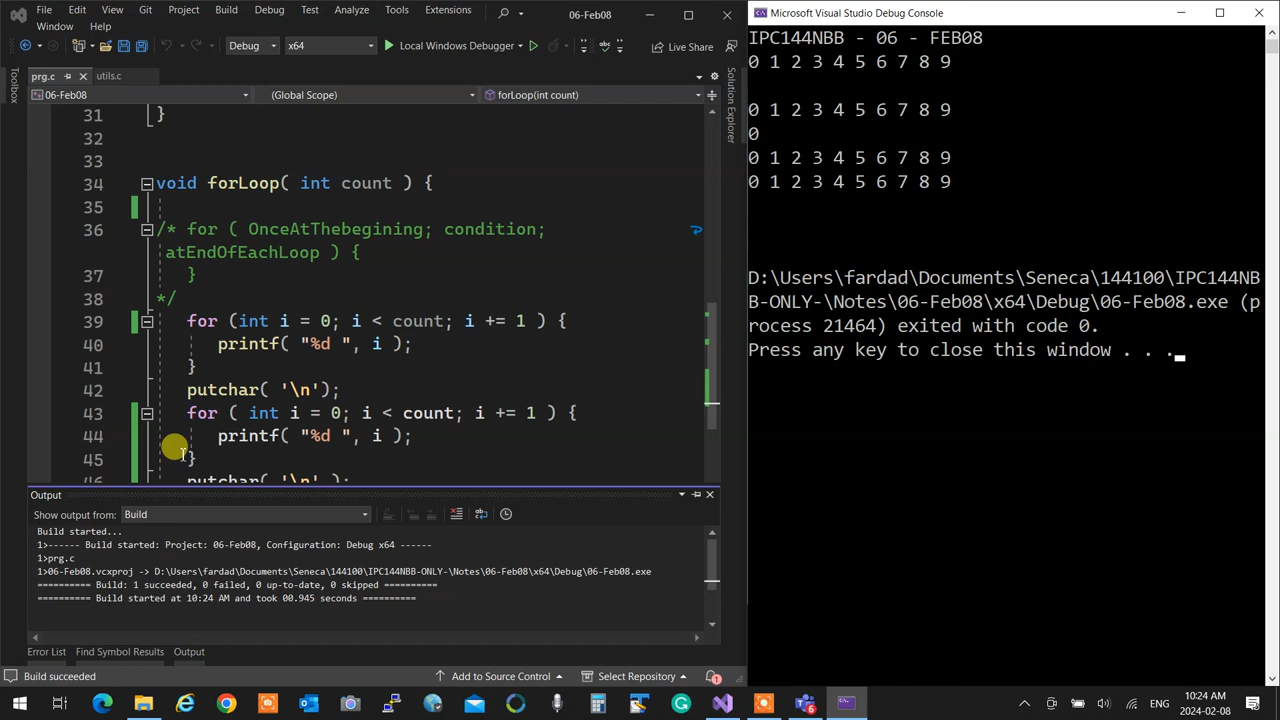 File Edit View Git Project Build Debug Test Analyze Tools Extensions 06-Feb08
Window Help
Debug x64 Local Windows Debugger Live Share
prg.c utils.c
06-Feb08 (Global Scope) forLoop(int count)
Toolbox
Solution Explorer
31 }
32
33
34 void forLoop( int count ) {
35
36 /* for ( OnceAtThebegining; condition;
atEndOfEachLoop ) {
37 }
38 */
39 for (int i = 0; i < count; i += 1 ) {
40 printf( "%d ", i );
41 }
42 putchar( '\n');
43 for ( int i = 0; i < count; i += 1 ) {
44 printf( "%d ", i );
45 }
46 putchar( '\n' );
Output
Show output from: Build
Build started...
1>------ Build started: Project: 06-Feb08, Configuration: Debug x64 ------
1>prg.c
1>06-Feb08.vcxproj -> D:\Users\fardad\Documents\Seneca\144100\IPC144NBB-ONLY-\Notes\06-Feb08\x64\Debug\06-Feb08.exe
========== Build: 1 succeeded, 0 failed, 0 up-to-date, 0 skipped ==========
========== Build started at 10:24 AM and took 00.945 seconds ==========
Error List Find Symbol Results Output
Build succeeded Add to Source Control Select Repository 1
Microsoft Visual Studio Debug Console
IPC144NBB - 06 - FEB08
0 1 2 3 4 5 6 7 8 9
0 1 2 3 4 5 6 7 8 9
0
0 1 2 3 4 5 6 7 8 9
0 1 2 3 4 5 6 7 8 9
D:\Users\fardad\Documents\Seneca\144100\IPC144NB
B-ONLY-\Notes\06-Feb08\x64\Debug\06-Feb08.exe (p
rocess 21464) exited with code 0.
Press any key to close this window . . .
6
ENG
10:24 AM
2024-02-08